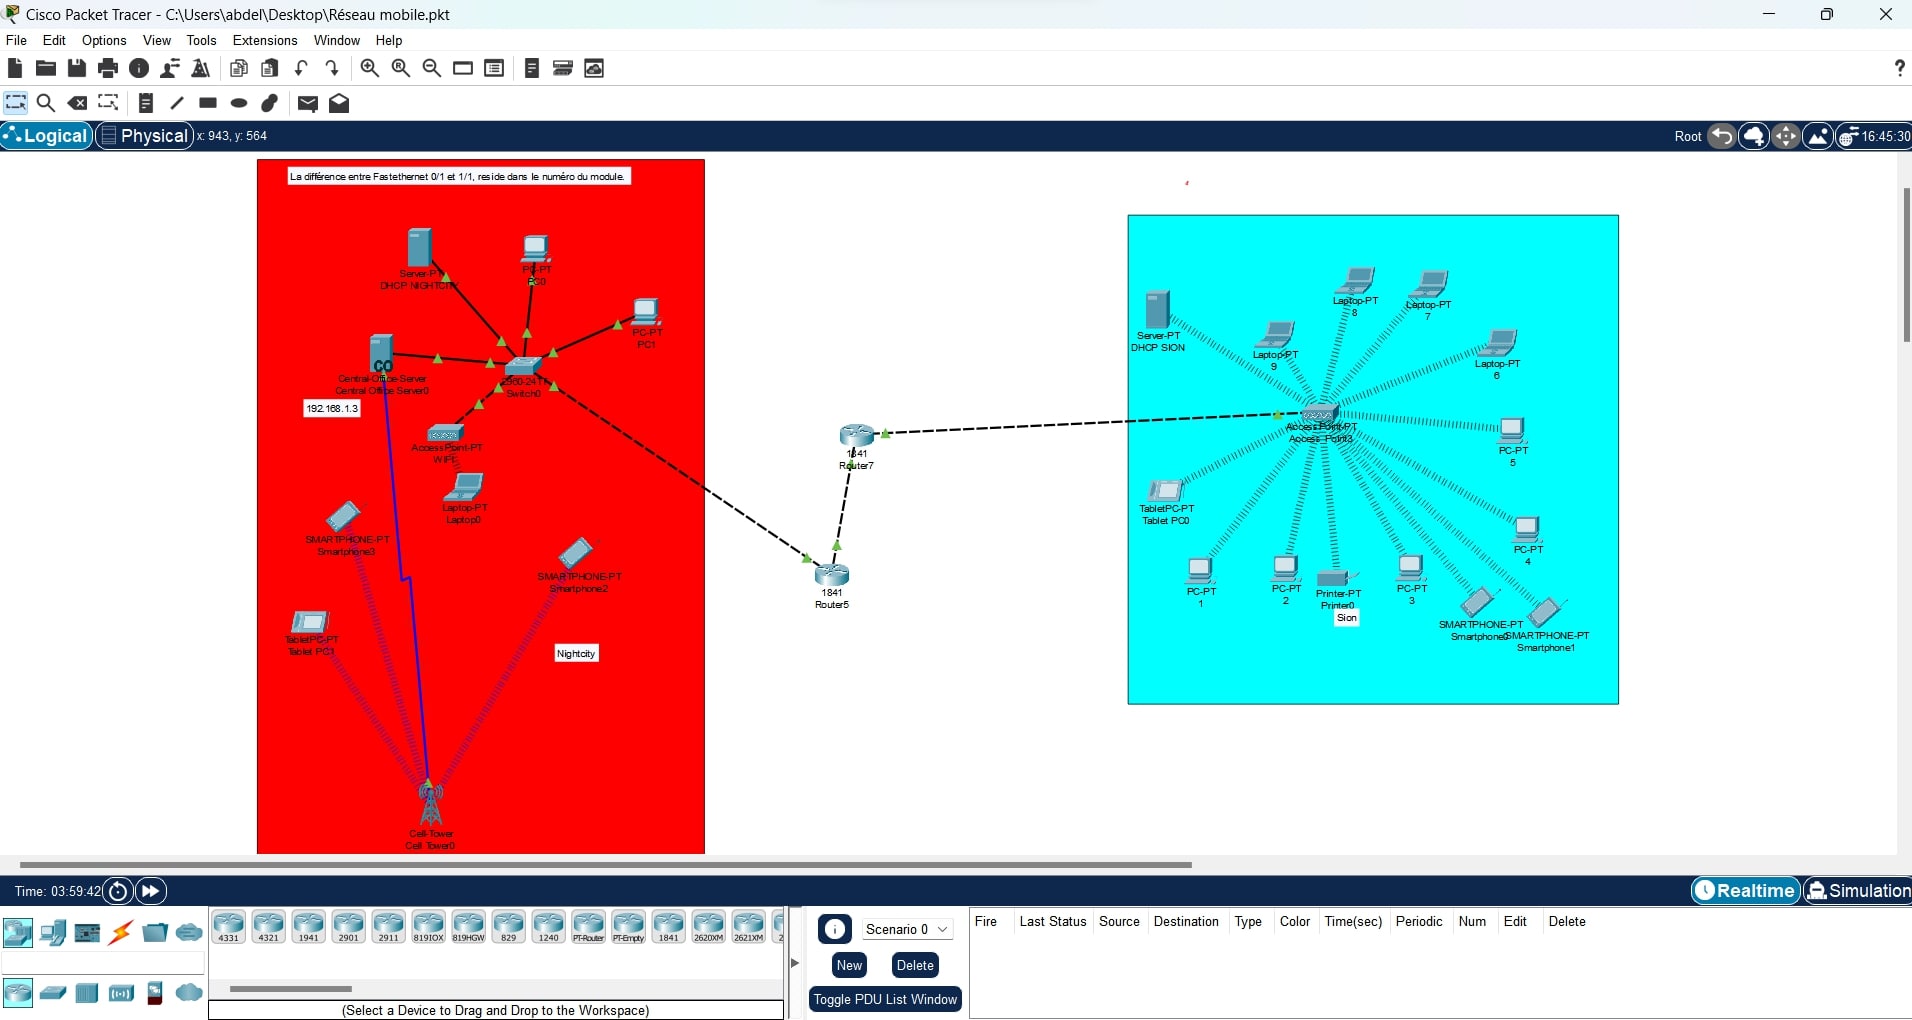 Cisco Packet Tracer - C:\Users\abdel\Desktop\Réseau mobile.pkt
File Edit Options View Tools Extensions Window Help
?
Logical Physical x: 943, y: 564
Root 16:45:30
La différence entre Fastethernet 0/1 et 1/1, reside dans le numéro du module.
Server-PT
DHCP NIGHTCITY
PC-PT
PC0
PC-PT
PC1
CO
Central-Office-Server
Central Office Server0
192.168.1.3
2960-24TT
Switch0
AccessPoint-PT
WIFI
Laptop-PT
Laptop0
SMARTPHONE-PT
Smartphone3
SMARTPHONE-PT
Smartphone2
TabletPC-PT
Tablet PC1
Nightcity
Cell-Tower
Cell Tower0
1841
Router7
1841
Router5
Server-PT
DHCP SION
Laptop-PT
8
Laptop-PT
7
Laptop-PT
9
Laptop-PT
6
AccessPoint-PT
Access Point3
PC-PT
5
TabletPC-PT
Tablet PC0
PC-PT
4
PC-PT
1
PC-PT
2
Printer-PT
Printer0
Sion
PC-PT
3
SMARTPHONE-PT
Smartphone0
SMARTPHONE-PT
Smartphone1
Time: 03:59:42
Realtime Simulation
4331 4321 1941 2901 2911 819IOX 819HGW 829 1240 PT-Router PT-Empty 1841 2620XM 2621XM 2
(Select a Device to Drag and Drop to the Workspace)
Scenario 0
New Delete
Toggle PDU List Window
Fire Last Status Source Destination Type Color Time(sec) Periodic Num Edit Delete